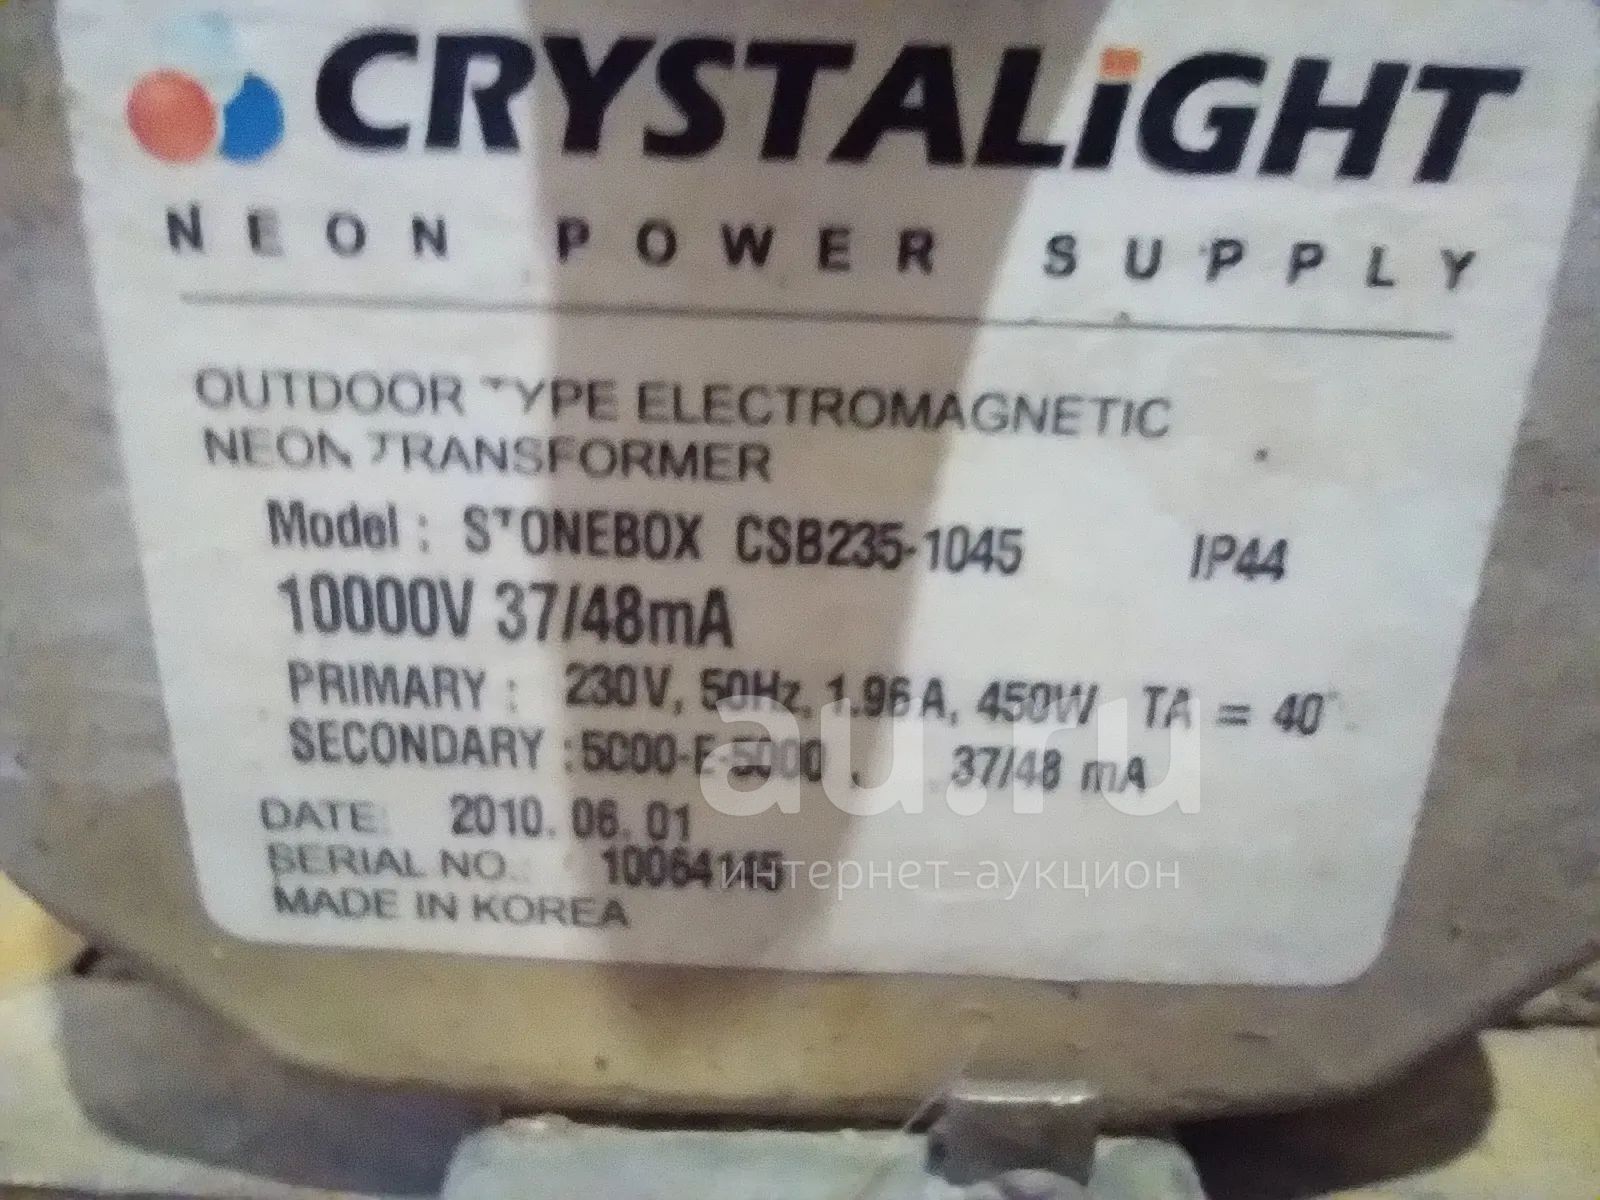 CRYSTALiGHT
NEON POWER SUPPLY
OUTDOOR TYPE ELECTROMAGNETIC
NEON TRANSFORMER
Model : STONEBOX CSB235-1045 IP44
10000V 37/48mA
PRIMARY : 230V, 50Hz, 1.96A, 450W TA = 40°
SECONDARY : 5000-E-5000 , 37/48 mA
au.ru
DATE: 2010. 06. 01
SERIAL NO.:
интернет-аукцион
MADE IN KOREA